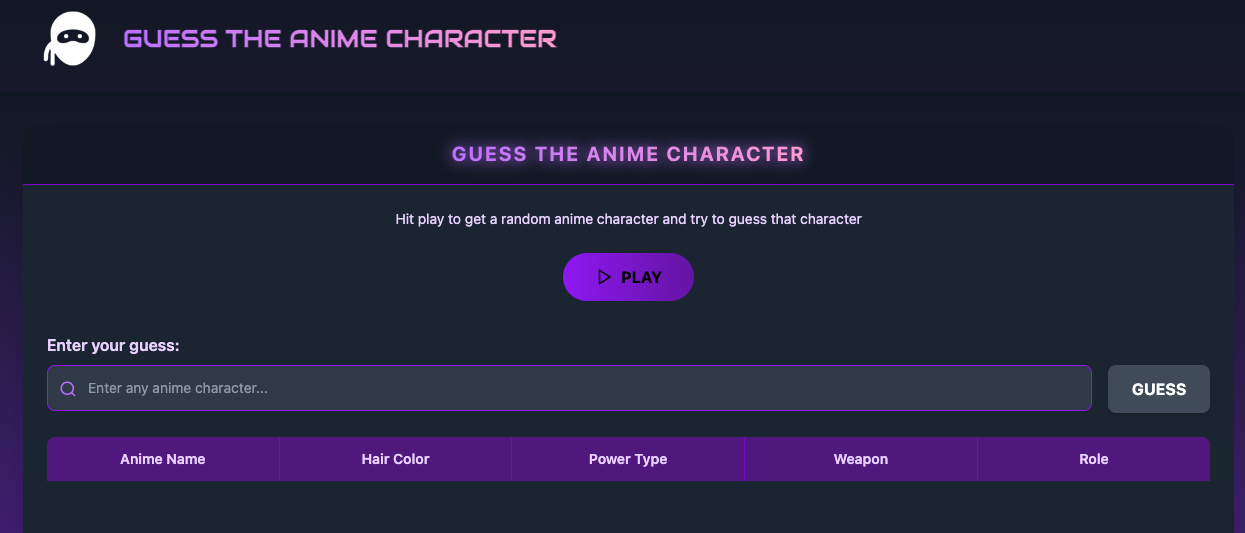 GUESS THE ANIME CHARACTER
GUESS THE ANIME CHARACTER
Hit play to get a random anime character and try to guess that character
PLAY
Enter your guess:
Enter any anime character...
GUESS
Anime Name
Hair Color
Power Type
Weapon
Role